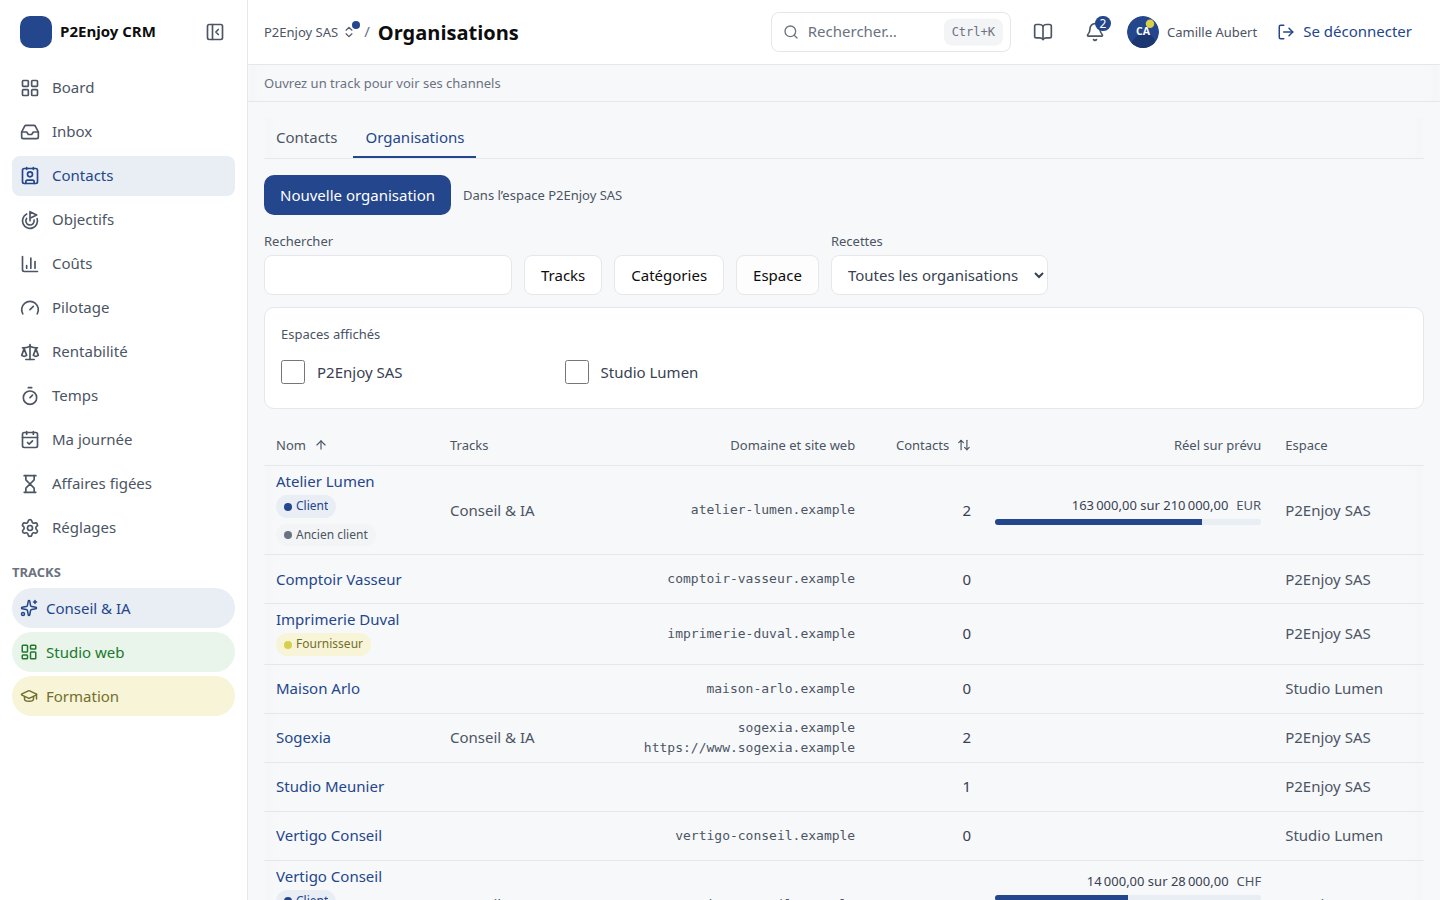 P2Enjoy CRM
Board
Inbox
Contacts
Objectifs
Coûts
Pilotage
Rentabilité
Temps
Ma journée
Affaires figées
Réglages
TRACKS
Conseil & IA
Studio web
Formation
P2Enjoy SAS / Organisations
Rechercher... Ctrl+K
2
CA Camille Aubert
Se déconnecter
Ouvrez un track pour voir ses channels
Contacts Organisations
Nouvelle organisation Dans l’espace P2Enjoy SAS
Rechercher Recettes
Tracks Catégories Espace Toutes les organisations
Espaces affichés
P2Enjoy SAS Studio Lumen
Nom Tracks Domaine et site web Contacts Réel sur prévu Espace
Atelier Lumen
Client
Ancien client
Conseil & IA atelier-lumen.example 2 163 000,00 sur 210 000,00 EUR P2Enjoy SAS
Comptoir Vasseur comptoir-vasseur.example 0 P2Enjoy SAS
Imprimerie Duval
Fournisseur
imprimerie-duval.example 0 P2Enjoy SAS
Maison Arlo maison-arlo.example 0 Studio Lumen
Sogexia Conseil & IA sogexia.example
https://www.sogexia.example 2 P2Enjoy SAS
Studio Meunier 1 P2Enjoy SAS
Vertigo Conseil vertigo-conseil.example 0 Studio Lumen
Vertigo Conseil 14 000,00 sur 28 000,00 CHF
Client